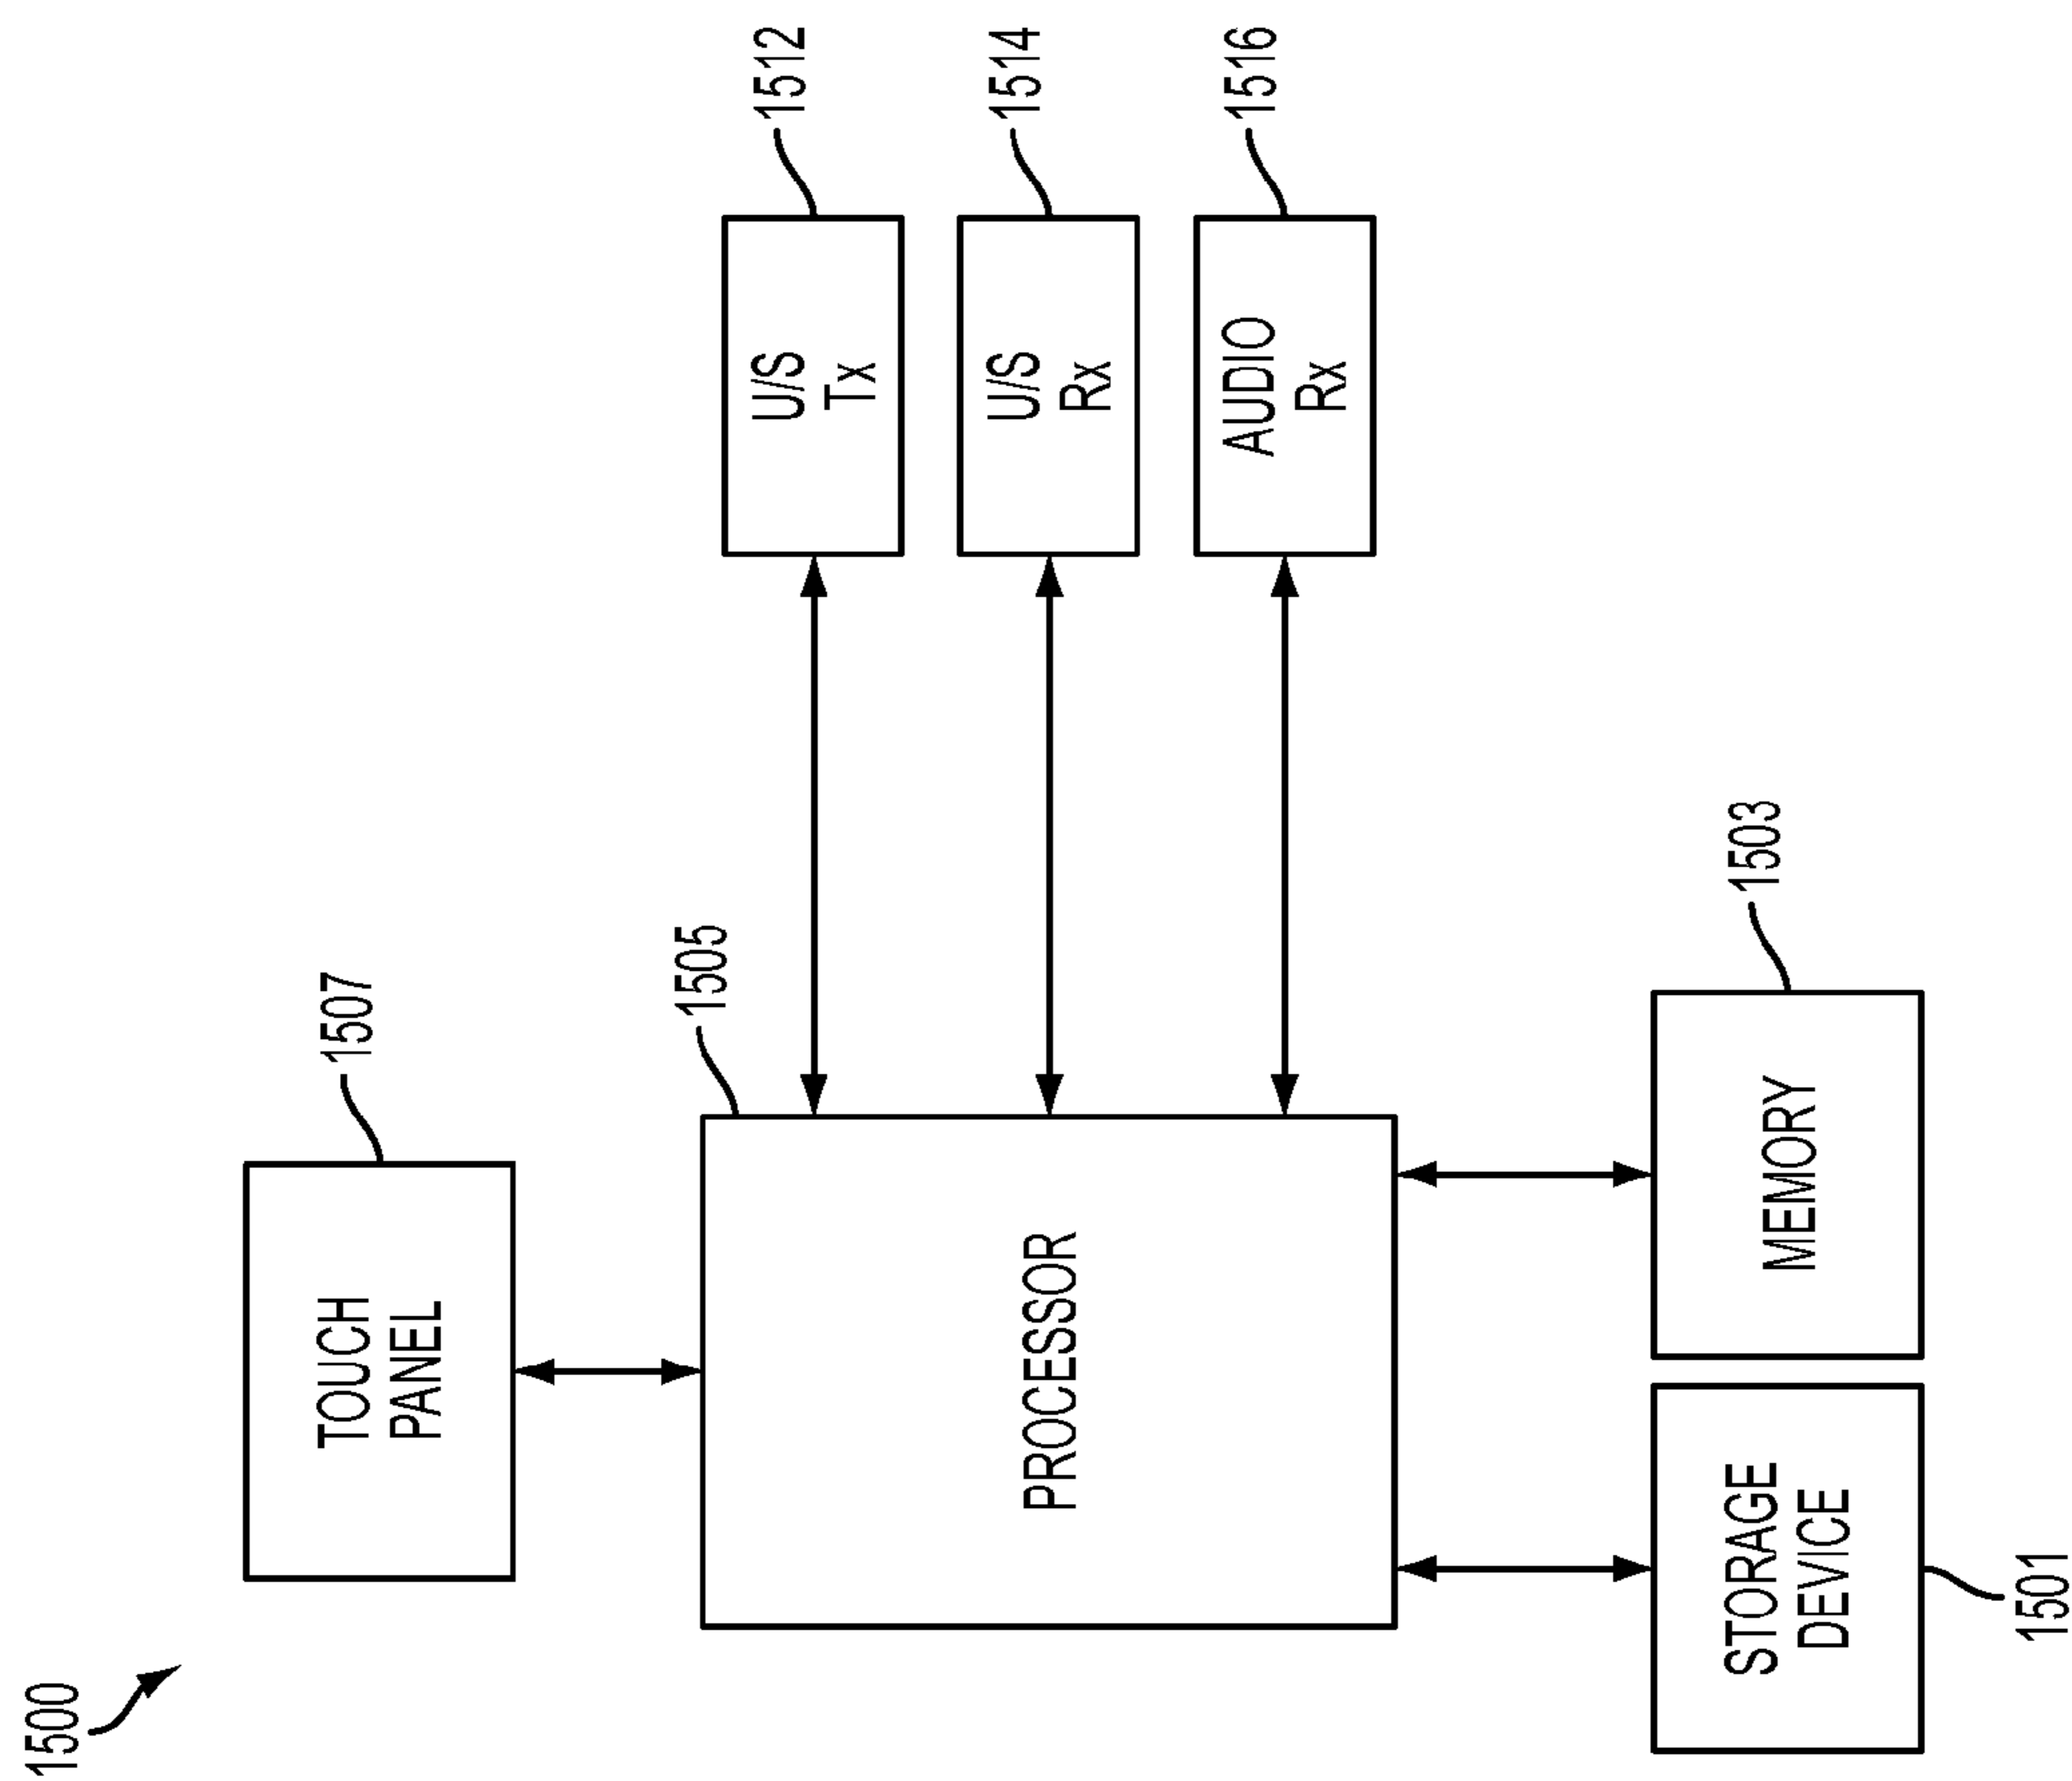 1500
1507
TOUCH
PANEL
1505
PROCESSOR
1512
U/S
Tx
1514
U/S
Rx
1516
AUDIO
Rx
1501
STORAGE
DEVICE
1503
MEMORY